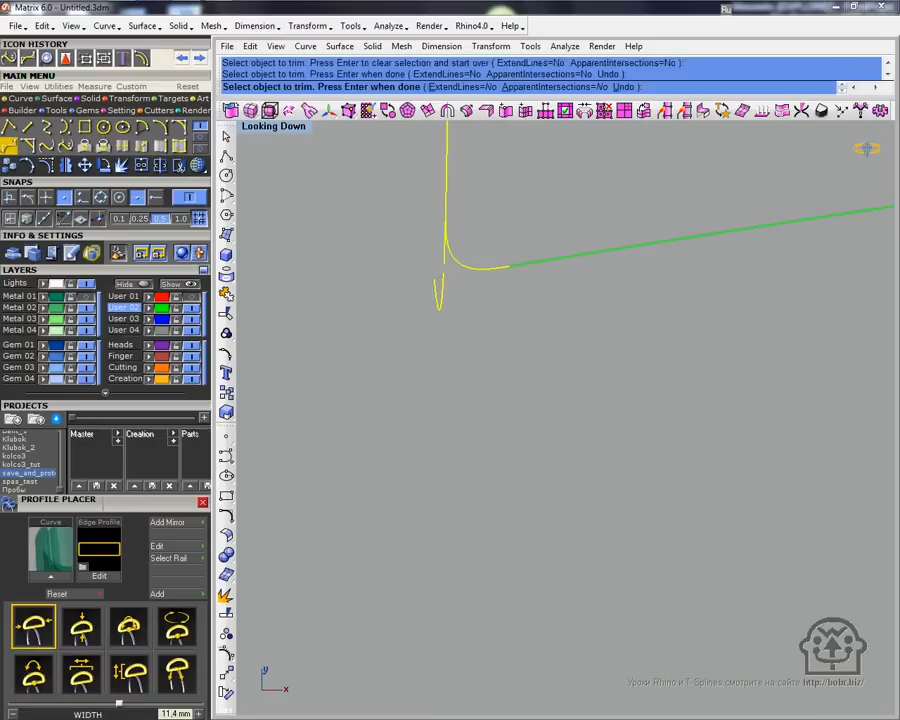 Matrix 6.0 - Untitled.3dm
Ru
File Edit View Curve Surface Solid Mesh Dimension Transform Tools Analyze Render Rhino4.0 Help
ICON HISTORY
MAIN MENU
File View Utilities Measure Custom Reset
Curve Surface Solid Transform Tools Art
Builder Tools Gems Setting Cutters Render
SNAPS
0.1 0.25 0.5 1.0
INFO & SETTINGS
LAYERS
Lights Hide Show
Metal 01 User 01
Metal 02 User 02
Metal 03 User 03
Metal 04 User 04
Gem 01 Heads
Gem 02 Finger
Gem 03 Cutting
Gem 04 Creation
PROJECTS
Klubok
Klubok_2
kolco3
kolco3_tut
save_and_prot
spas_test
Пробы
Master Creation Parts
PROFILE PLACER
Curve Edge Profile Add Mirror
Edit
Select Rail
Edit
Reset Add
WIDTH 11,4 mm
File Edit View Curve Surface Solid Mesh Dimension Transform Tools Analyze Render Help
Select object to trim. Press Enter to clear selection and start over ( ExtendLines=No ApparentIntersections=No ):
Select object to trim. Press Enter when done ( ExtendLines=No ApparentIntersections=No Undo ):
Select object to trim. Press Enter when done ( ExtendLines=No ApparentIntersections=No Undo ):
Looking Down
y
x
Уроки Rhino и T-Splines смотрите на сайте http://bobr.biz/